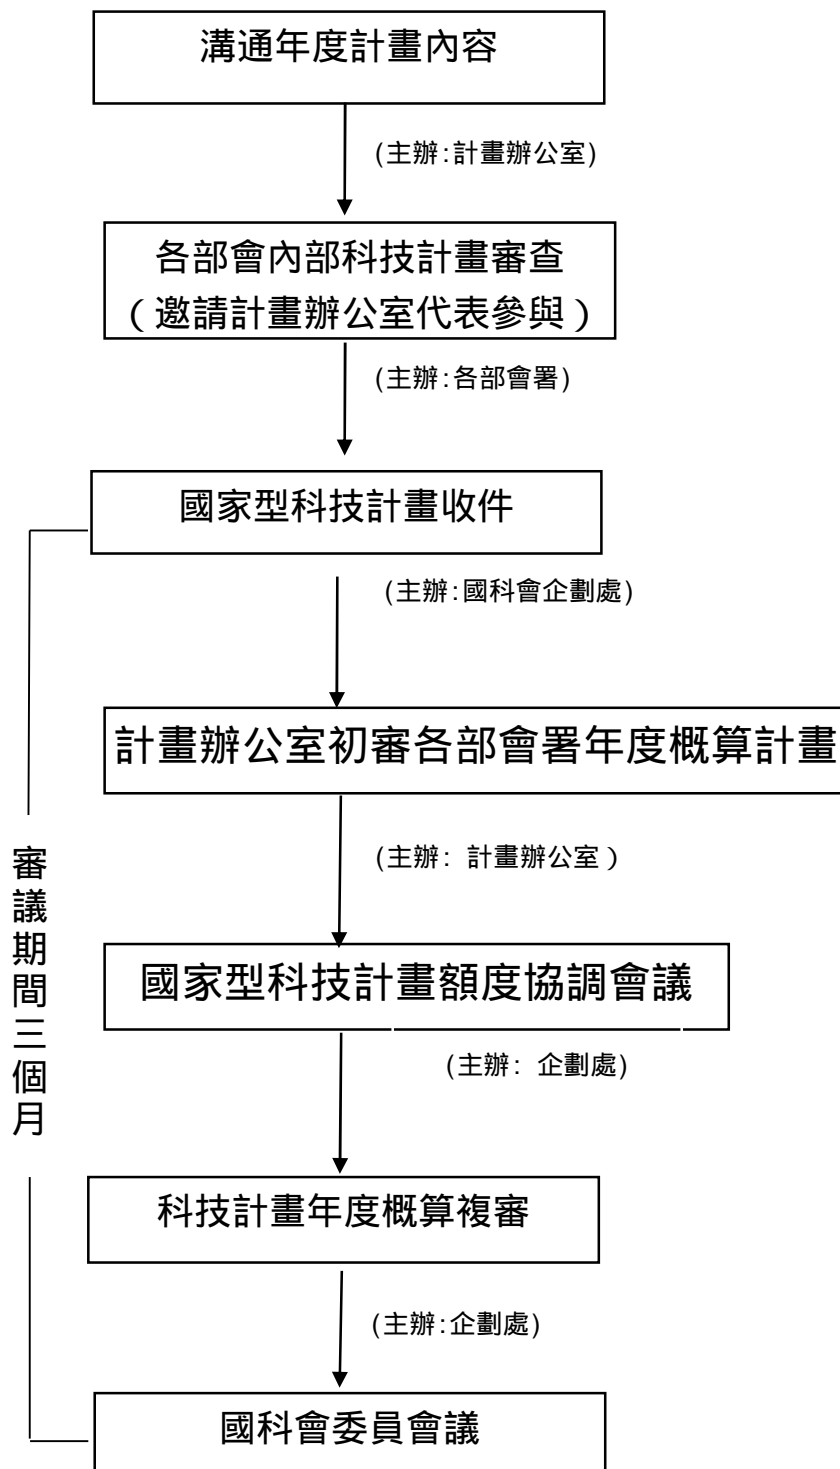 溝通年度計畫內容
(主辦:計畫辦公室)
各部會內部科技計畫審查
(邀請計畫辦公室代表參與)
(主辦:各部會署)
國家型科技計畫收件
(主辦:國科會企劃處)
計畫辦公室初審各部會署年度概算計畫
(主辦: 計畫辦公室)
國家型科技計畫額度協調會議
(主辦: 企劃處)
科技計畫年度概算複審
(主辦:企劃處)
國科會委員會議
審議期間三個月